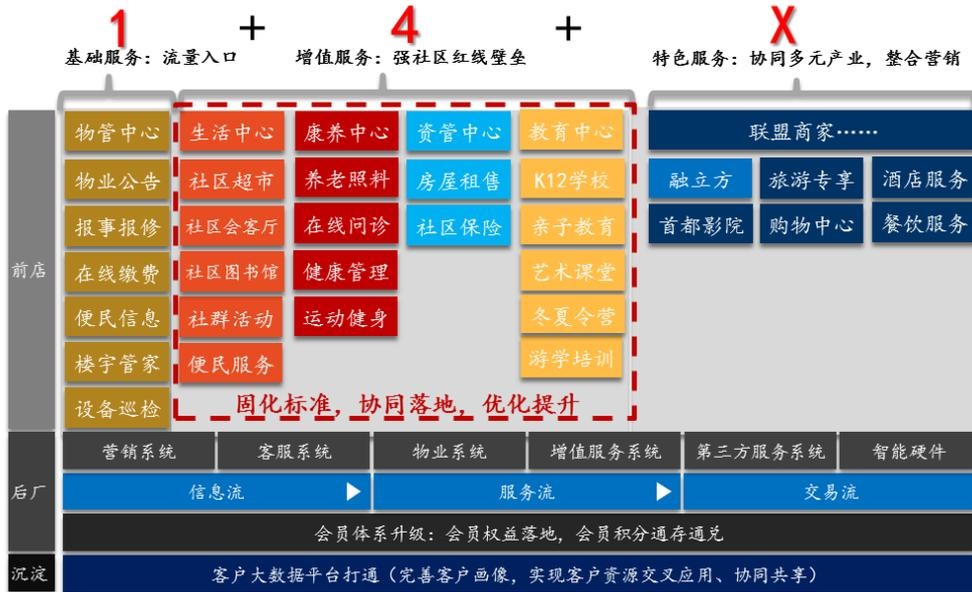 1 + 4 + X
基础服务：流量入口 增值服务：强社区红线壁垒 特色服务：协同多元产业，整合营销
前店
物管中心 生活中心 康养中心 资管中心 教育中心 联盟商家……
物业公告 社区超市 养老照料 房屋租售 K12学校 融立方 旅游专享 酒店服务
报事报修 社区会客厅 在线问诊 社区保险 亲子教育 首都影院 购物中心 餐饮服务
在线缴费 社区图书馆 健康管理 艺术课堂
便民信息 社群活动 运动健身 冬夏令营
楼宇管家 便民服务 游学培训
设备巡检
固化标准，协同落地，优化提升
后厂
营销系统 客服系统 物业系统 增值服务系统 第三方服务系统 智能硬件
信息流 服务流 交易流
会员体系升级：会员权益落地，会员积分通存通兑
沉淀
客户大数据平台打通（完善客户画像，实现客户资源交叉应用、协同共享）